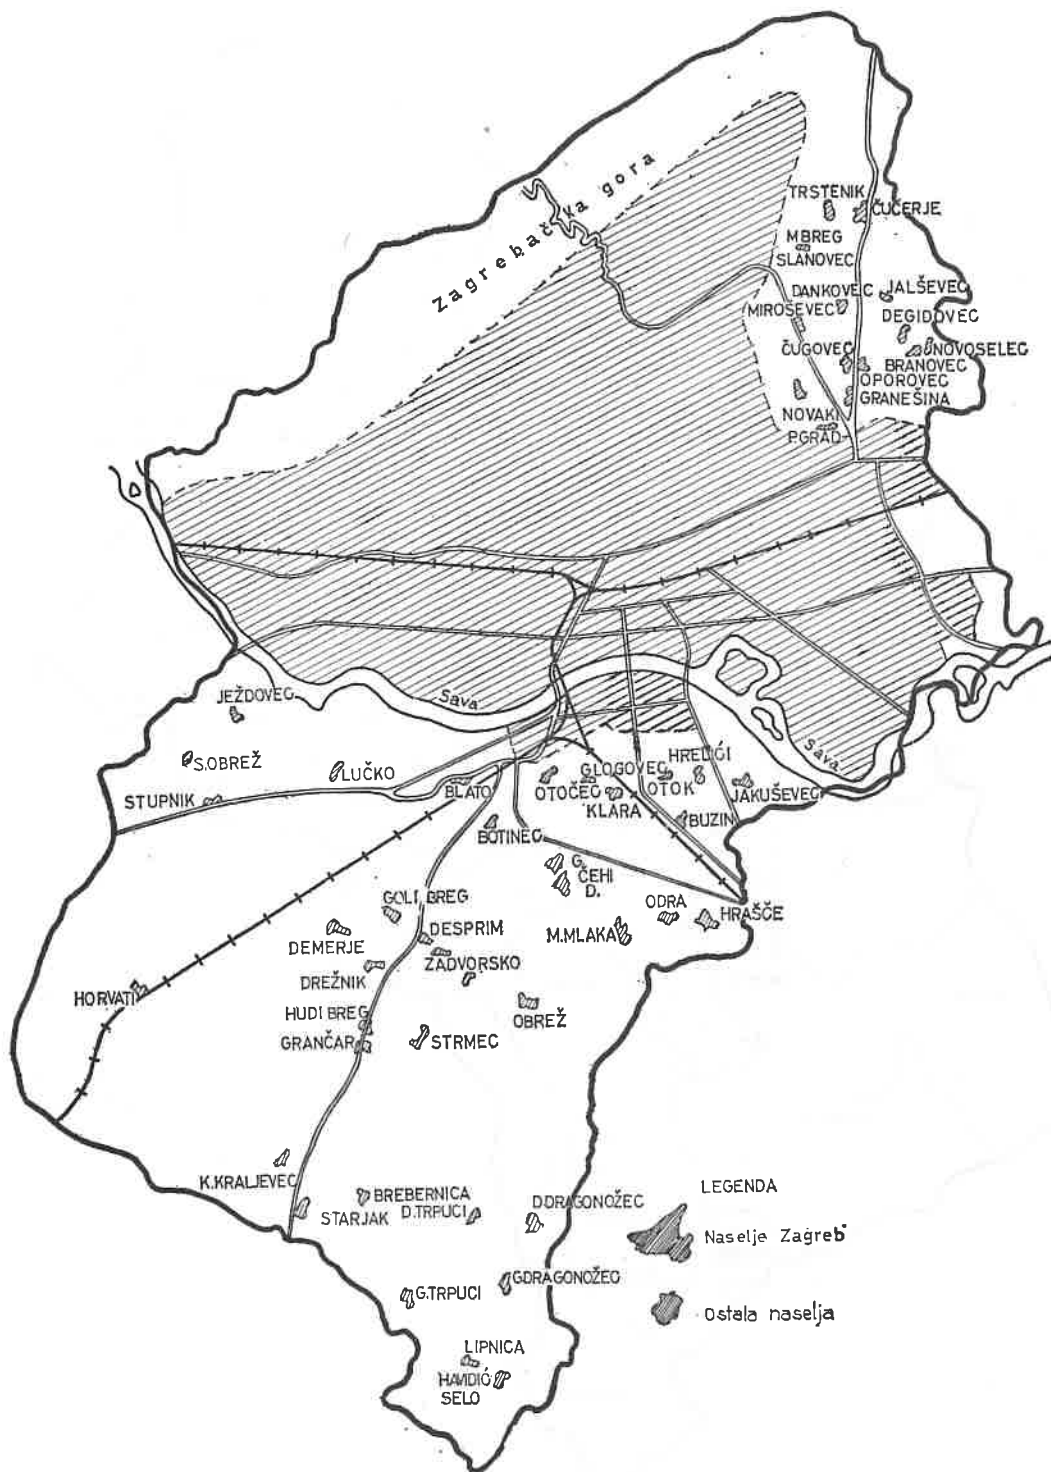 Zagrebačka gora
TRSTENIK
ČUČERJE
M.BREG
SLANOVEC
DANKOVEC
JALŠEVEC
MIROŠEVEC
DEGIDOVEC
ČUGOVEC
NOVOSELEC
BRANOVEC
OPOROVEC
GRANEŠINA
NOVAKI
P.GRAD
JEŽDOVEC
Sava
Sava
S.OBREŽ
LUČKO
STUPNIK
BLATO
OTOČEC
GLOGOVEC
HRELIĆI
OTOK
KLARA
JAKUŠEVEC
BUZIN
BOTINEC
G.
ČEHI
D.
GOLI BREG
ODRA
HRAŠČE
DEMERJE
DESPRIM
M.MLAKA
ZADVORSKO
DREŽNIK
HORVATI
HUDI BREG
OBREŽ
GRANČAR
STRMEC
K.KRALJEVEC
BREBERNICA
STARJAK
D.TRPUCI
D.DRAGONOŽEC
G.TRPUCI
G.DRAGONOŽEC
LIPNICA
HAVIDIĆ
SELO
LEGENDA
Naselje Zagreb
Ostala naselja